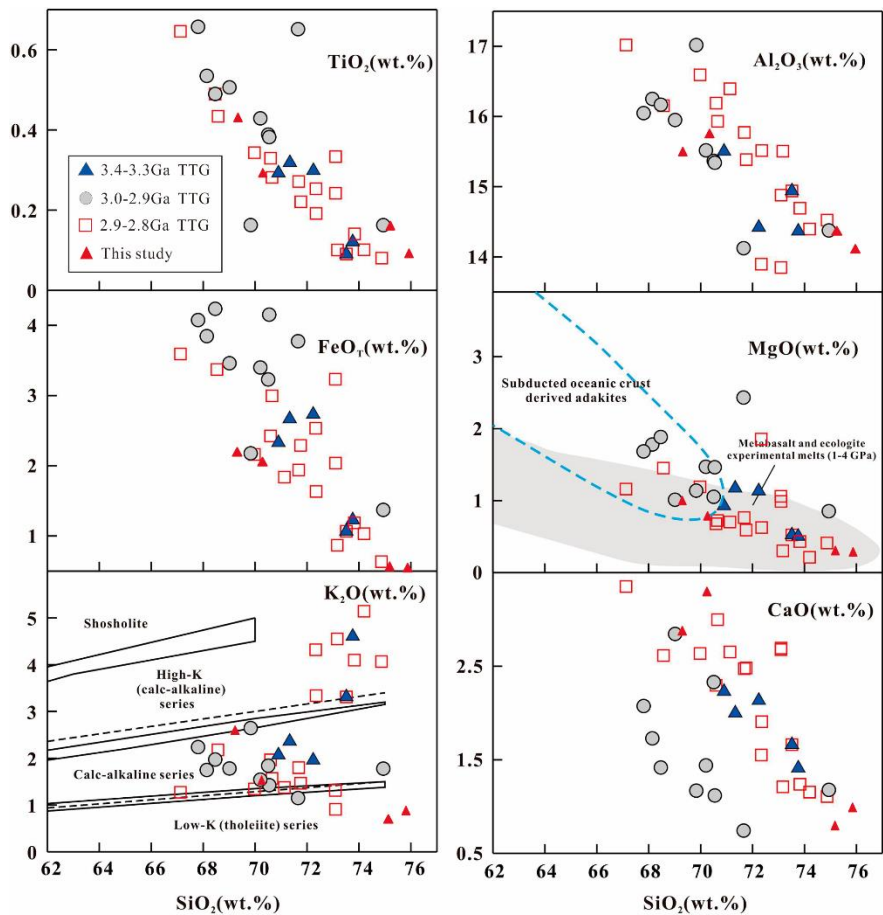 0.6
0.4
0.2
0
TiO₂(wt.%)
3.4-3.3Ga TTG
3.0-2.9Ga TTG
2.9-2.8Ga TTG
This study
17
16
15
14
Al₂O₃(wt.%)
4
3
2
1
FeOT(wt.%)
3
2
1
0
MgO(wt.%)
Subducted oceanic crust
derived adakites
Metabasalt and ecologite
experimental melts (1-4 GPa)
5
4
3
2
1
0
K₂O(wt.%)
Shosholite
High-K
(calc-alkaline)
series
Calc-alkaline series
Low-K (tholeiite) series
62 64 66 68 70 72 74 76
SiO₂(wt.%)
2.5
1.5
0.5
CaO(wt.%)
62 64 66 68 70 72 74 76
SiO₂(wt.%)